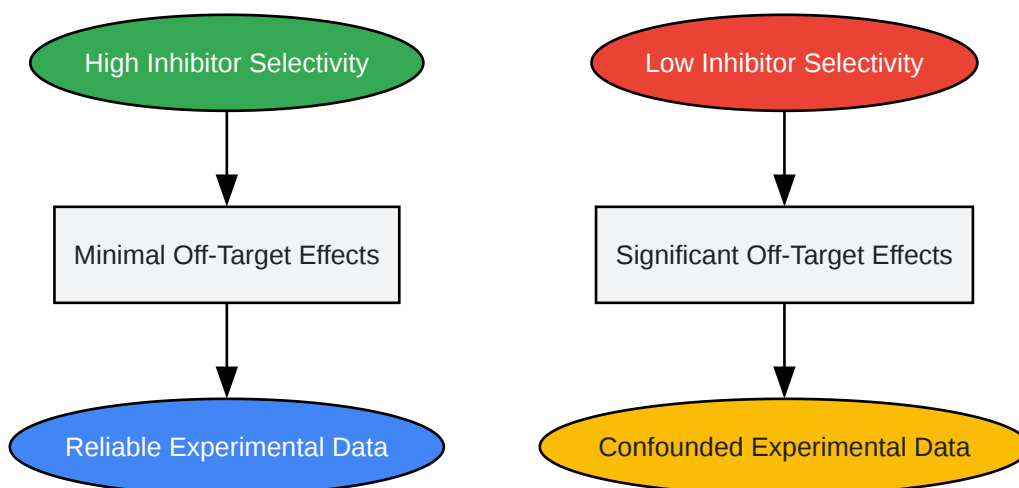 High Inhibitor Selectivity
Low Inhibitor Selectivity
Minimal Off-Target Effects
Significant Off-Target Effects
Reliable Experimental Data
Confounded Experimental Data